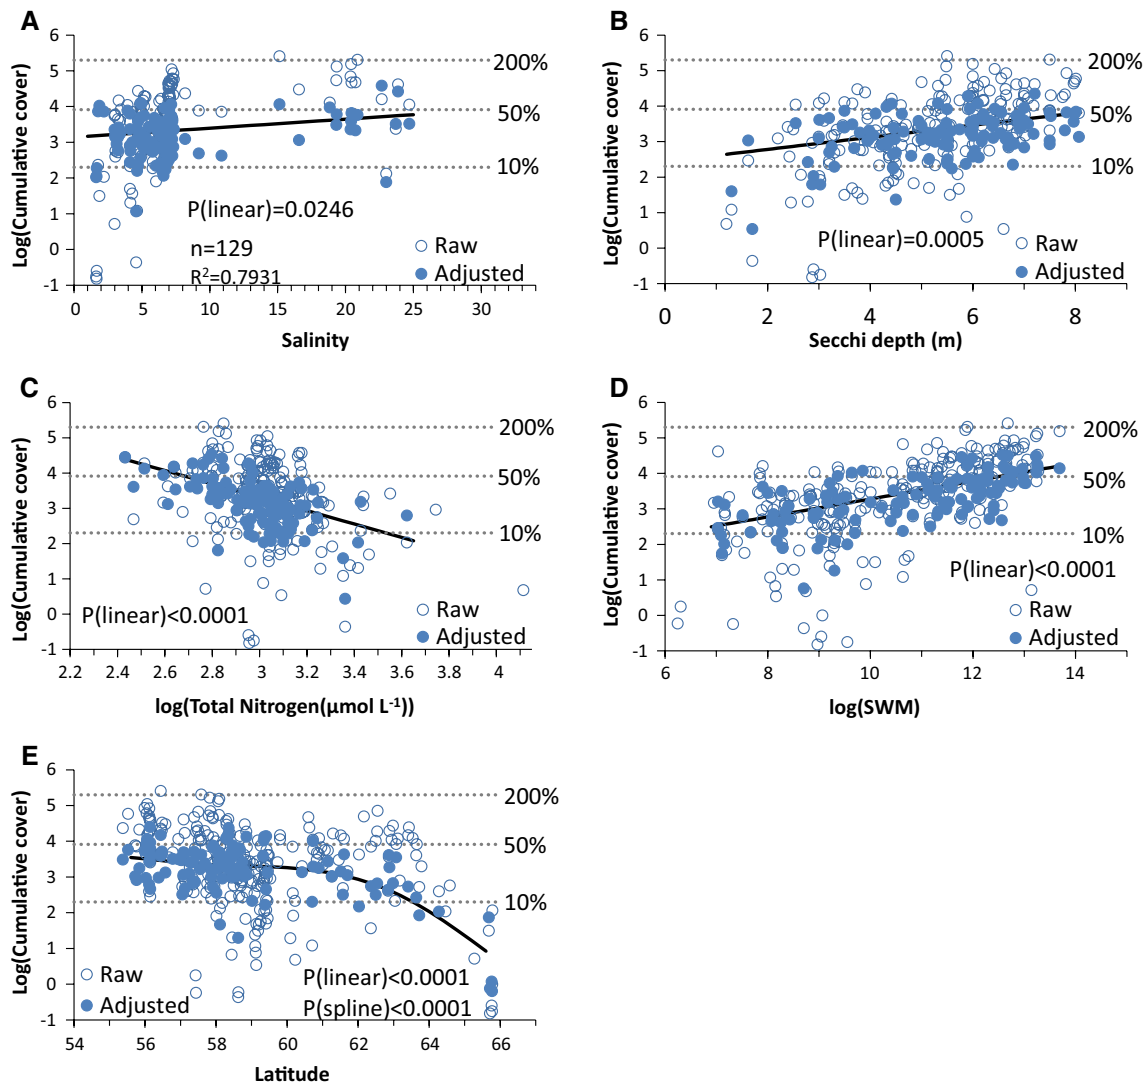 A
6
5
4
3
2
1
0
-1
Log(Cumulative cover)
200%
50%
10%
P(linear)=0.0246
n=129
R²=0.7931
Raw
Adjusted
0 5 10 15 20 25 30
Salinity
B
6
5
4
3
2
1
0
-1
Log(Cumulative cover)
200%
50%
10%
P(linear)=0.0005
Raw
Adjusted
0 2 4 6 8
Secchi depth (m)
C
6
5
4
3
2
1
0
-1
Log(Cumulative cover)
200%
50%
10%
P(linear)<0.0001
Raw
Adjusted
2.2 2.4 2.6 2.8 3 3.2 3.4 3.6 3.8 4
log(Total Nitrogen(µmol L⁻¹))
D
6
5
4
3
2
1
0
-1
Log(Cumulative cover)
200%
50%
10%
P(linear)<0.0001
Raw
Adjusted
6 8 10 12 14
log(SWM)
E
6
5
4
3
2
1
0
-1
Log(Cumulative cover)
200%
50%
10%
Raw
Adjusted
P(linear)<0.0001
P(spline)<0.0001
54 56 58 60 62 64 66
Latitude